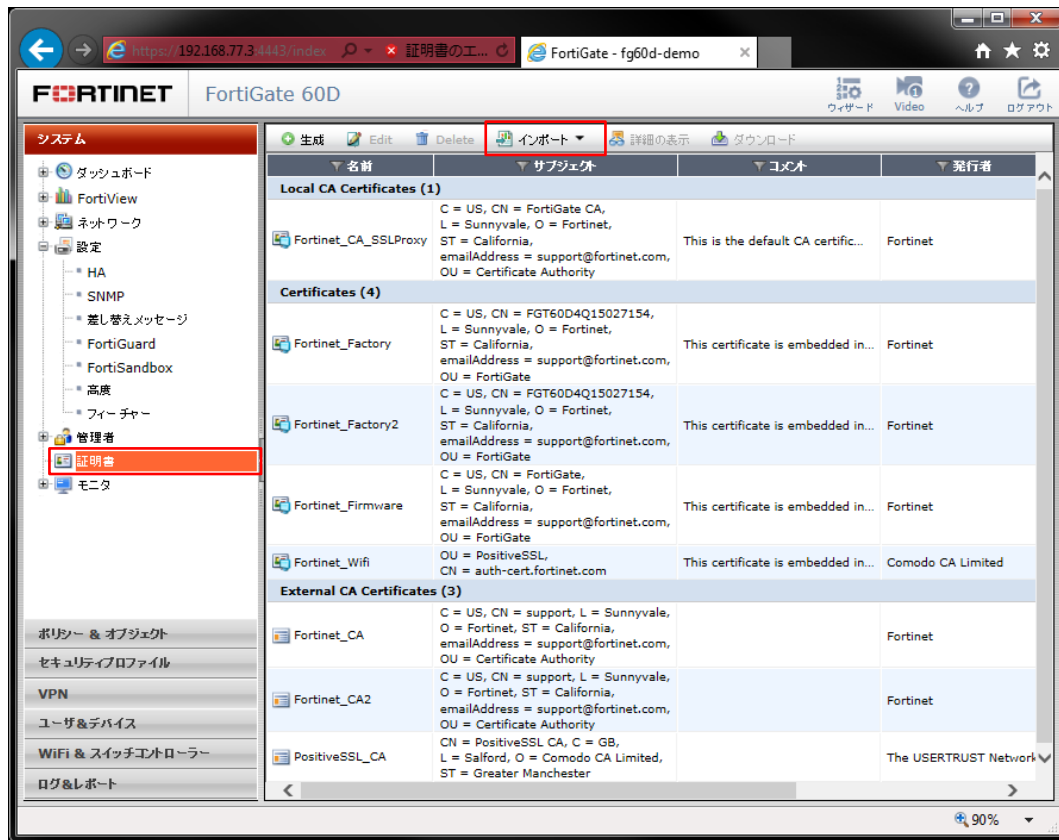 https://192.168.77.3:4443/index
証明書のエ...
FortiGate - fg60d-demo
FORTINET
FortiGate 60D
ウィザード
Video
ヘルプ
ログアウト
システム
ダッシュボード
FortiView
ネットワーク
設定
HA
SNMP
差し替えメッセージ
FortiGuard
FortiSandbox
高度
フィーチャー
管理者
証明書
モニタ
ポリシー & オブジェクト
セキュリティプロファイル
VPN
ユーザ&デバイス
WiFi & スイッチコントローラー
ログ&レポート
生成 Edit Delete インポート 詳細の表示 ダウンロード
名前 サブジェクト コメント 発行者
Local CA Certificates (1)
Fortinet_CA_SSLProxy
C = US, CN = FortiGate CA,
L = Sunnyvale, O = Fortinet,
ST = California,
emailAddress = support@fortinet.com,
OU = Certificate Authority
This is the default CA certific...
Fortinet
Certificates (4)
Fortinet_Factory
C = US, CN = FGT60D4Q15027154,
L = Sunnyvale, O = Fortinet,
ST = California,
emailAddress = support@fortinet.com,
OU = FortiGate
This certificate is embedded in...
Fortinet
Fortinet_Factory2
C = US, CN = FGT60D4Q15027154,
L = Sunnyvale, O = Fortinet,
ST = California,
emailAddress = support@fortinet.com,
OU = FortiGate
This certificate is embedded in...
Fortinet
Fortinet_Firmware
C = US, CN = FortiGate,
L = Sunnyvale, O = Fortinet,
ST = California,
emailAddress = support@fortinet.com,
OU = FortiGate
This certificate is embedded in...
Fortinet
Fortinet_Wifi
OU = PositiveSSL,
CN = auth-cert.fortinet.com
This certificate is embedded in...
Comodo CA Limited
External CA Certificates (3)
Fortinet_CA
C = US, CN = support, L = Sunnyvale,
O = Fortinet, ST = California,
emailAddress = support@fortinet.com,
OU = Certificate Authority
Fortinet
Fortinet_CA2
C = US, CN = support, L = Sunnyvale,
O = Fortinet, ST = California,
emailAddress = support@fortinet.com,
OU = Certificate Authority
Fortinet
PositiveSSL_CA
CN = PositiveSSL CA, C = GB,
L = Salford, O = Comodo CA Limited,
ST = Greater Manchester
The USERTRUST Network
90%